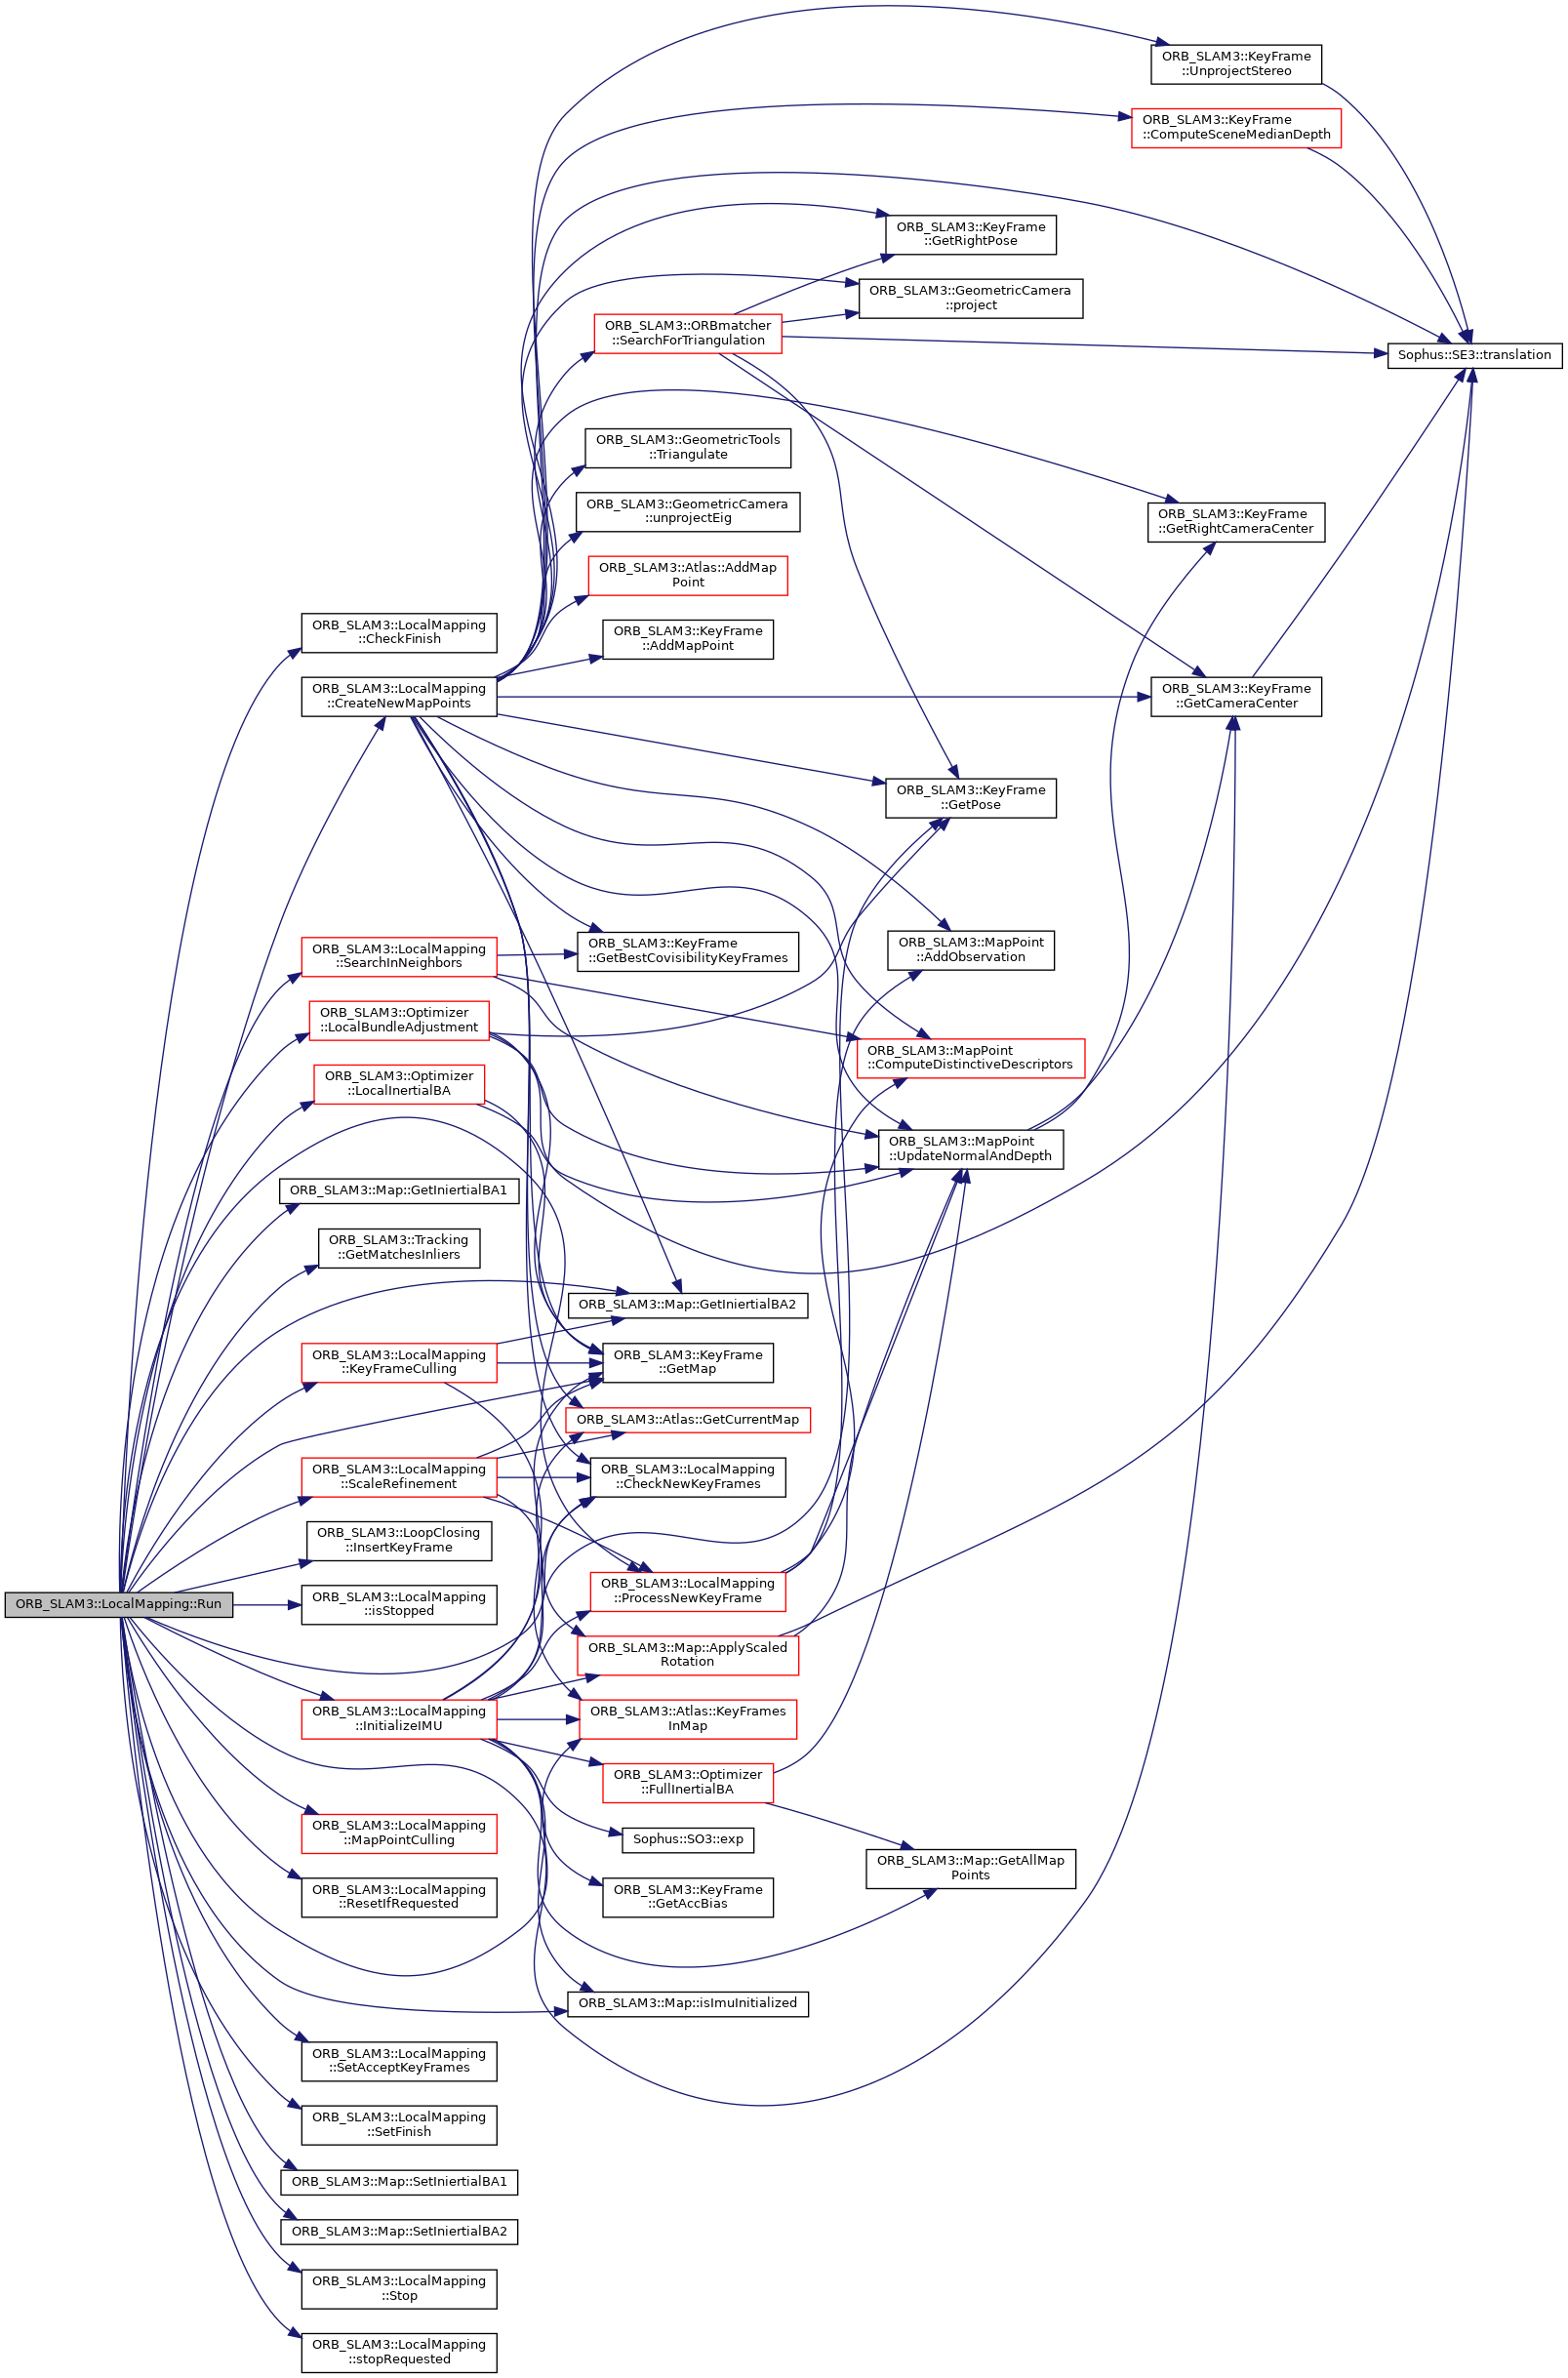 ORB_SLAM3::KeyFrame
::UnprojectStereo
ORB_SLAM3::KeyFrame
::ComputeSceneMedianDepth
ORB_SLAM3::KeyFrame
::GetRightPose
ORB_SLAM3::GeometricCamera
::project
ORB_SLAM3::ORBmatcher
::SearchForTriangulation
Sophus::SE3::translation
ORB_SLAM3::GeometricTools
::Triangulate
ORB_SLAM3::GeometricCamera
::unprojectEig
ORB_SLAM3::KeyFrame
::GetRightCameraCenter
ORB_SLAM3::Atlas::AddMap
Point
ORB_SLAM3::LocalMapping
::CheckFinish
ORB_SLAM3::KeyFrame
::AddMapPoint
ORB_SLAM3::LocalMapping
::CreateNewMapPoints
ORB_SLAM3::KeyFrame
::GetCameraCenter
ORB_SLAM3::KeyFrame
::GetPose
ORB_SLAM3::LocalMapping
::SearchInNeighbors
ORB_SLAM3::KeyFrame
::GetBestCovisibilityKeyFrames
ORB_SLAM3::MapPoint
::AddObservation
ORB_SLAM3::Optimizer
::LocalBundleAdjustment
ORB_SLAM3::MapPoint
::ComputeDistinctiveDescriptors
ORB_SLAM3::Optimizer
::LocalInertialBA
ORB_SLAM3::MapPoint
::UpdateNormalAndDepth
ORB_SLAM3::Map::GetIniertialBA1
ORB_SLAM3::Tracking
::GetMatchesInliers
ORB_SLAM3::Map::GetIniertialBA2
ORB_SLAM3::LocalMapping
::KeyFrameCulling
ORB_SLAM3::KeyFrame
::GetMap
ORB_SLAM3::Atlas::GetCurrentMap
ORB_SLAM3::LocalMapping
::ScaleRefinement
ORB_SLAM3::LocalMapping
::CheckNewKeyFrames
ORB_SLAM3::LoopClosing
::InsertKeyFrame
ORB_SLAM3::LocalMapping::Run
ORB_SLAM3::LocalMapping
::isStopped
ORB_SLAM3::LocalMapping
::ProcessNewKeyFrame
ORB_SLAM3::Map::ApplyScaled
Rotation
ORB_SLAM3::LocalMapping
::InitializeIMU
ORB_SLAM3::Atlas::KeyFrames
InMap
ORB_SLAM3::Optimizer
::FullInertialBA
ORB_SLAM3::LocalMapping
::MapPointCulling
Sophus::SO3::exp
ORB_SLAM3::Map::GetAllMap
Points
ORB_SLAM3::LocalMapping
::ResetIfRequested
ORB_SLAM3::KeyFrame
::GetAccBias
ORB_SLAM3::Map::isImuInitialized
ORB_SLAM3::LocalMapping
::SetAcceptKeyFrames
ORB_SLAM3::LocalMapping
::SetFinish
ORB_SLAM3::Map::SetIniertialBA1
ORB_SLAM3::Map::SetIniertialBA2
ORB_SLAM3::LocalMapping
::Stop
ORB_SLAM3::LocalMapping
::stopRequested